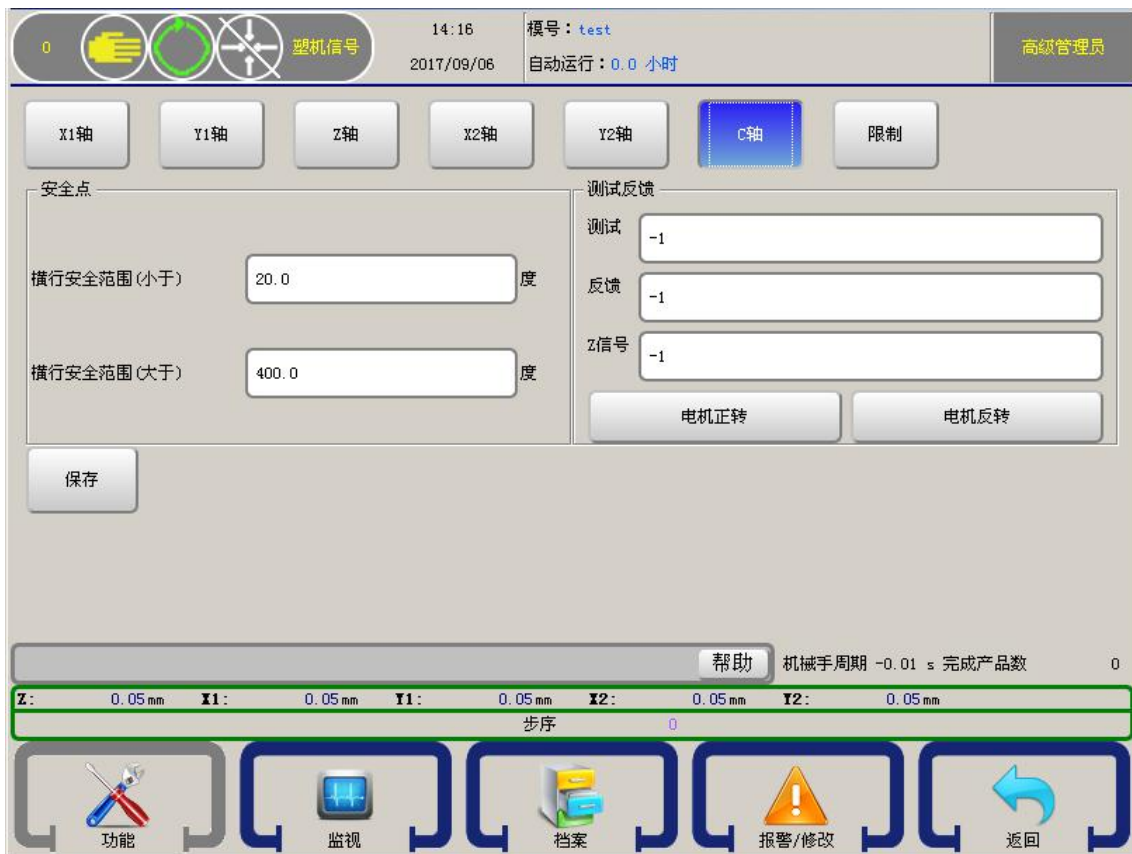 0
塑机信号
14:16
2017/09/06
模号：test
自动运行：0.0 小时
高级管理员
X1轴 Y1轴 Z轴 X2轴 Y2轴 C轴 限制
安全点
横行安全范围(小于) 20.0 度
横行安全范围(大于) 400.0 度
测试反馈
测试 -1
反馈 -1
Z信号 -1
电机正转 电机反转
保存
帮助 机械手周期 -0.01 s 完成产品数 0
Z: 0.05mm X1: 0.05mm Y1: 0.05mm X2: 0.05mm Y2: 0.05mm
步序 0
功能 监视 档案 报警/修改 返回